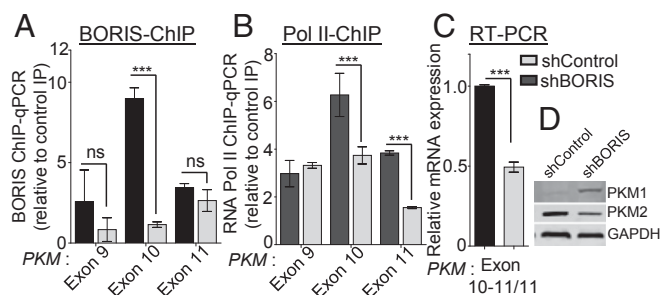 A BORIS-ChIP
BORIS ChIP-qPCR
(relative to control IP)
12
10
5
0
ns
***
ns
PKM :
Exon 9
Exon 10
Exon 11
B Pol II-ChIP
RNA Pol II ChIP-qPCR
(relative to control IP)
8
6
4
2
0
***
***
PKM :
Exon 9
Exon 10
Exon 11
C RT-PCR
Relative mRNA expression
1.0
0.5
0.0
***
PKM :
Exon
10-11/11
shControl
shBORIS
D
shControl
shBORIS
PKM1
PKM2
GAPDH